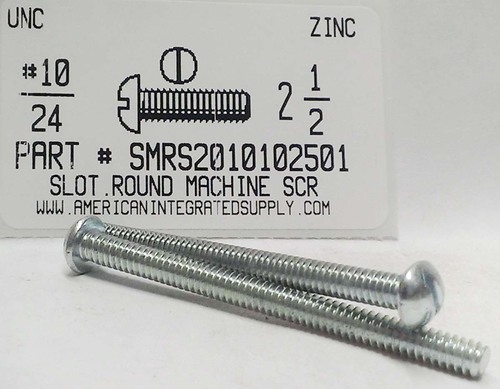 UNC
ZINC
#10
24
2 1/2
PART # SMRS2010102501
SLOT.ROUND MACHINE SCR
WWW.AMERICANINTEGRATEDSUPPLY.COM